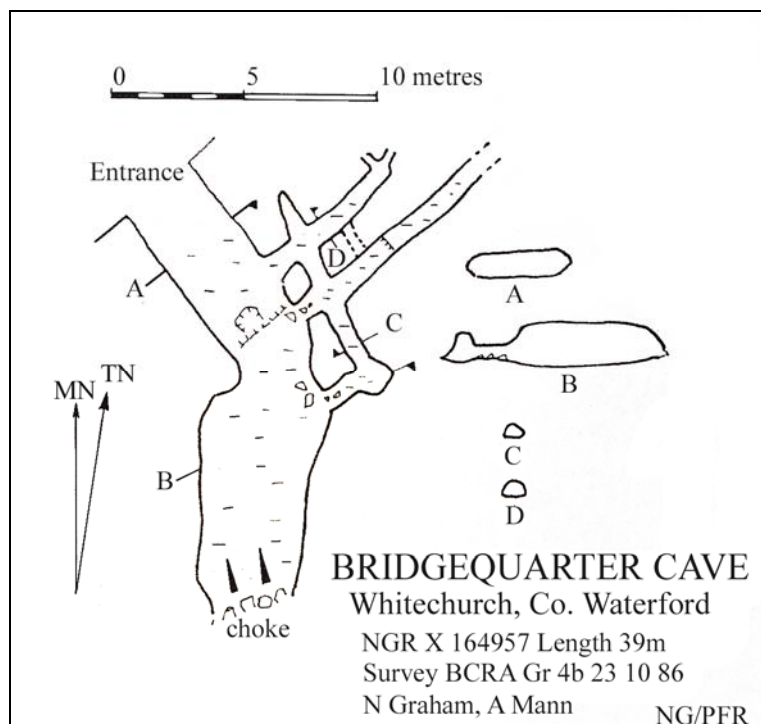 0 5 10 metres
Entrance
D
A
A
C
MN TN
B
B
C
D
choke
BRIDGEQUARTER CAVE
Whitechurch, Co. Waterford
NGR X 164957 Length 39m
Survey BCRA Gr 4b 23 10 86
N Graham, A Mann
NG/PFR